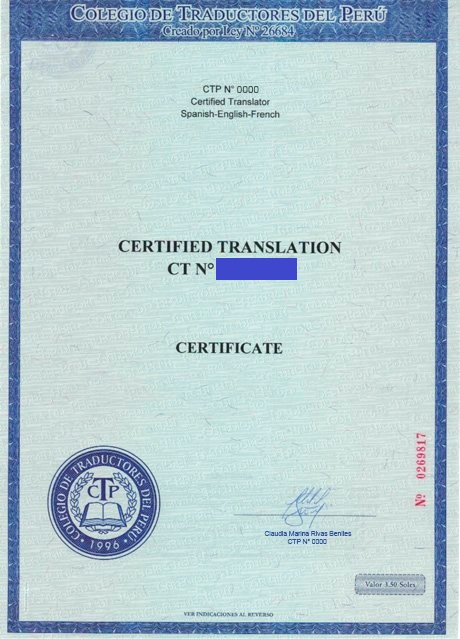 COLEGIO DE TRADUCTORES DEL PERÚ
Creado por Ley Nº 26684
CTP N° 0000
Certified Translator
Spanish-English-French
CERTIFIED TRANSLATION
CT N°
CERTIFICATE
Nº 0269817
COLEGIO DE TRADUCTORES DEL PERÚ
CTP
• 1996 •
Claudia Marina Rivas Benites
CTP N° 0000
Valor 3.50 Soles
VER INDICACIONES AL REVERSO